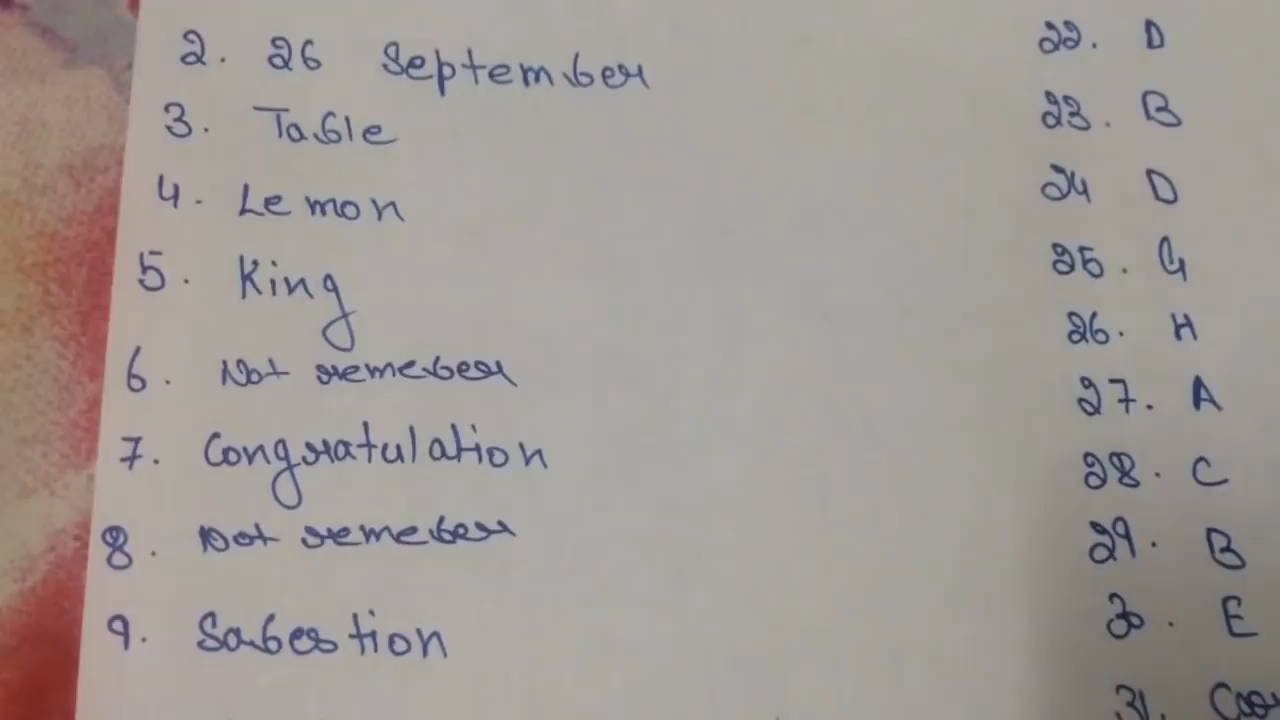 2. 26 September
3. Table
4. Lemon
5. King
6. Not remeber
7. Congratulation
8. Not remeber
9. Sabestion
22. D
23. B
24 D
25. G
26. H
27. A
28. C
29. B
30. E
31.